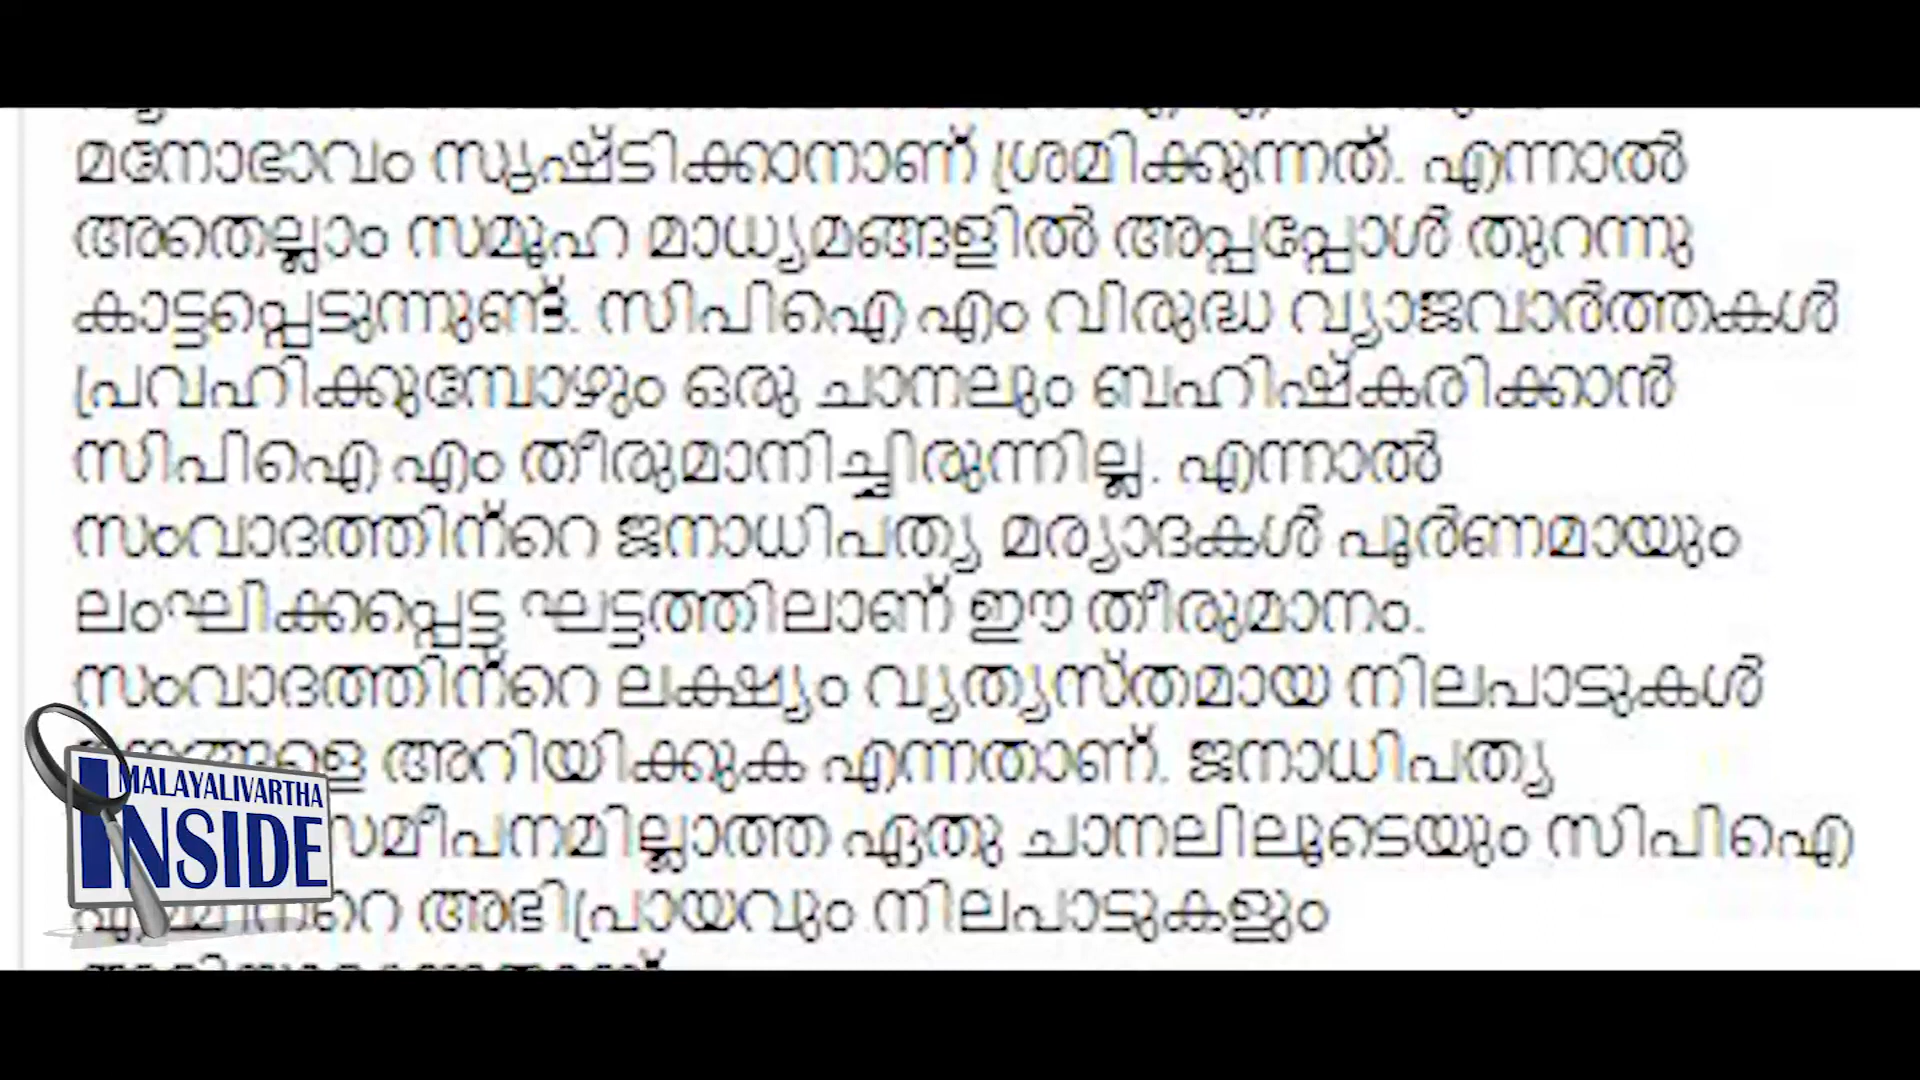 മനോഭാവം സൃഷ്ടിക്കാനാണ് ശ്രമിക്കുന്നത്. എന്നാൽ
അതെല്ലാം സമൂഹ മാധ്യമങ്ങളിൽ അപ്പപ്പോൾ തുറന്നു
കാട്ടപ്പെടുന്നുണ്ട്. സിപിഐ എം വിരുദ്ധ വ്യാജവാർത്തകൾ
പ്രവഹിക്കുമ്പോഴും ഒരു ചാനലും ബഹിഷ്കരിക്കാൻ
സിപിഐ എം തീരുമാനിച്ചിരുന്നില്ല. എന്നാൽ
സംവാദത്തിന്റെ ജനാധിപത്യ മര്യാദകൾ പൂർണമായും
ലംഘിക്കപ്പെട്ട ഘട്ടത്തിലാണ് ഈ തീരുമാനം.
സംവാദത്തിന്റെ ലക്ഷ്യം വ്യത്യസ്തമായ നിലപാടുകൾ
അറിയിക്കുക എന്നതാണ്. ജനാധിപത്യ
സമീപനമില്ലാത്ത ഏതു ചാനലിലൂടെയും സിപിഐ
അഭിപ്രായവും നിലപാടുകളും
MALAYALIVARTHA
INSIDE